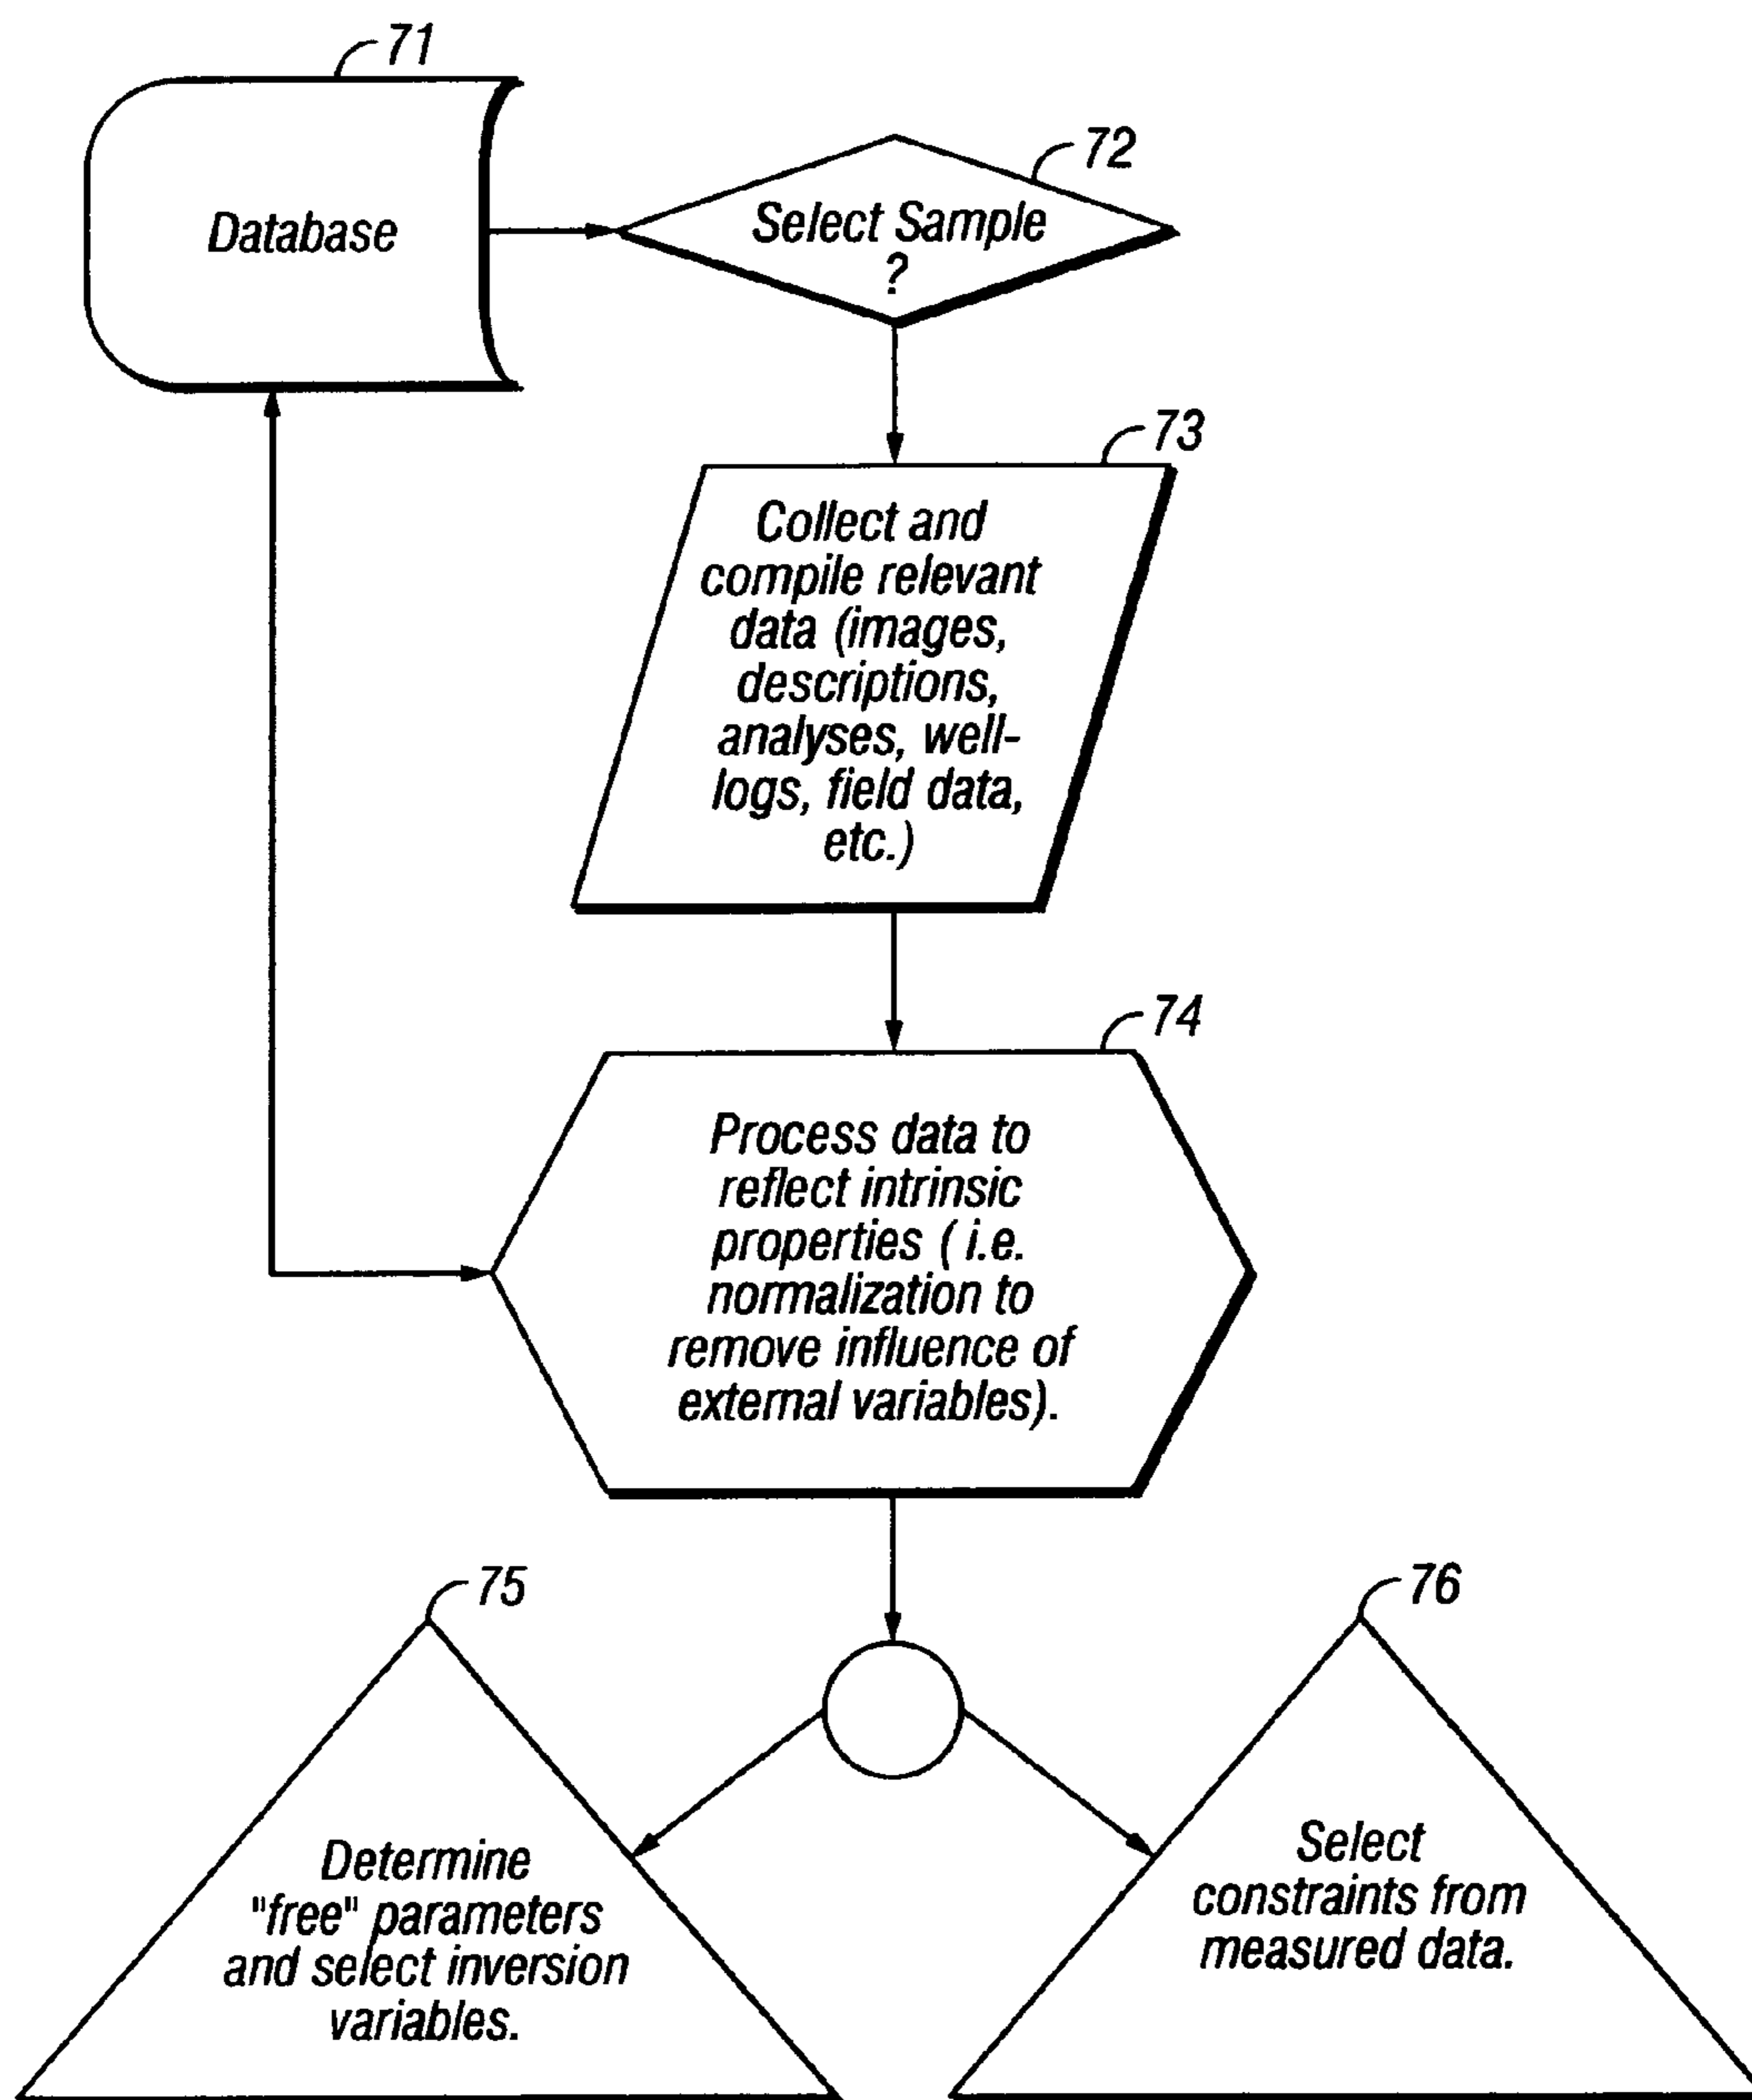 71
Database
72
Select Sample
?
73
Collect and
compile relevant
data (images,
descriptions,
analyses, well-
logs, field data,
etc.)
74
Process data to
reflect intrinsic
properties ( i.e.
normalization to
remove influence of
external variables).
75
Determine
"free" parameters
and select inversion
variables.
76
Select
constraints from
measured data.